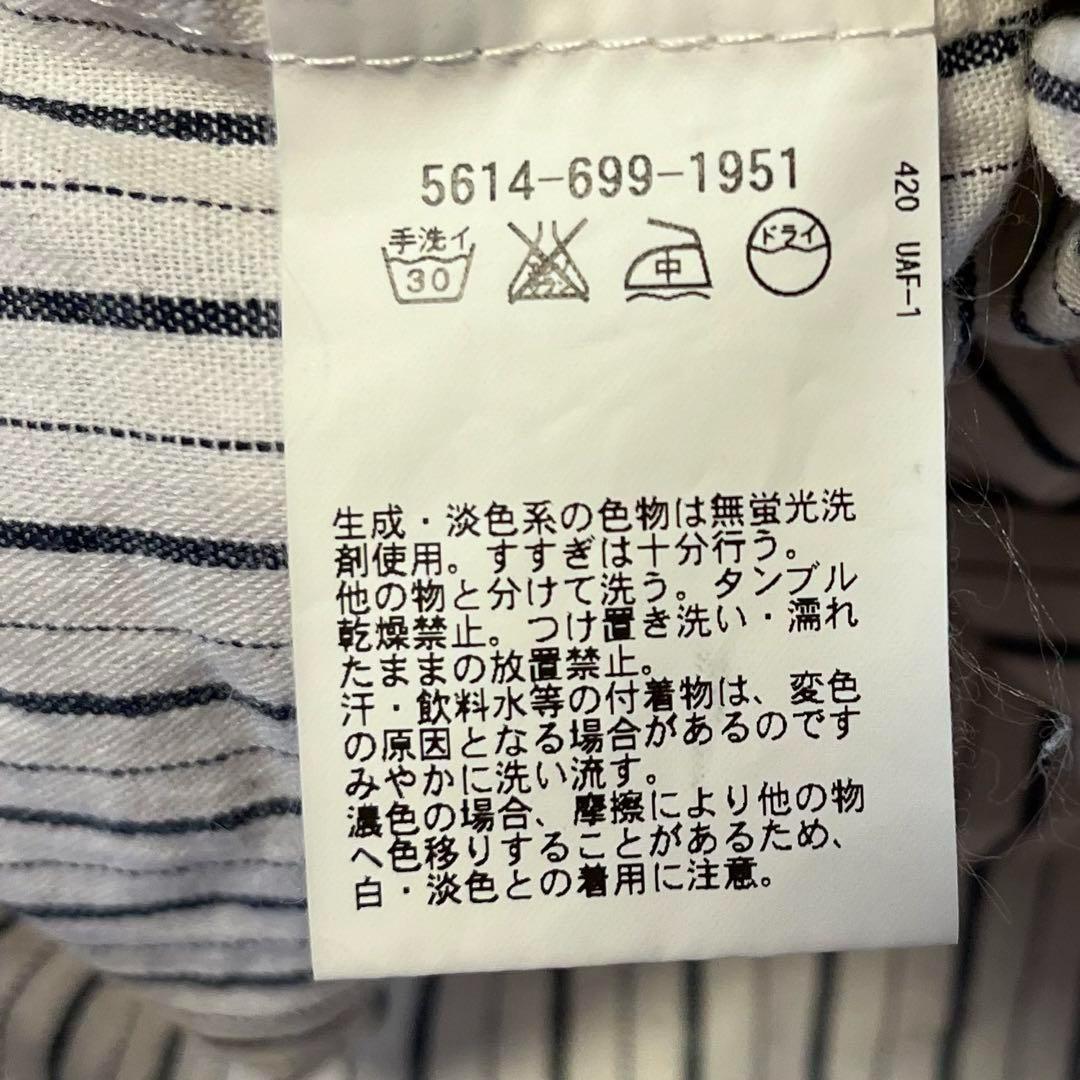 5614-699-1951
420 UAF-1
手洗イ
30
中
ドライ
生成・淡色系の色物は無蛍光洗
剤使用。すすぎは十分行う。
他の物と分けて洗う。タンブル
乾燥禁止。つけ置き洗い・濡れ
たままの放置禁止。
汗・飲料水等の付着物は、変色
の原因となる場合があるのです
みやかに洗い流す。
濃色の場合、摩擦により他の物
へ色移りすることがあるため、
白・淡色との着用に注意。